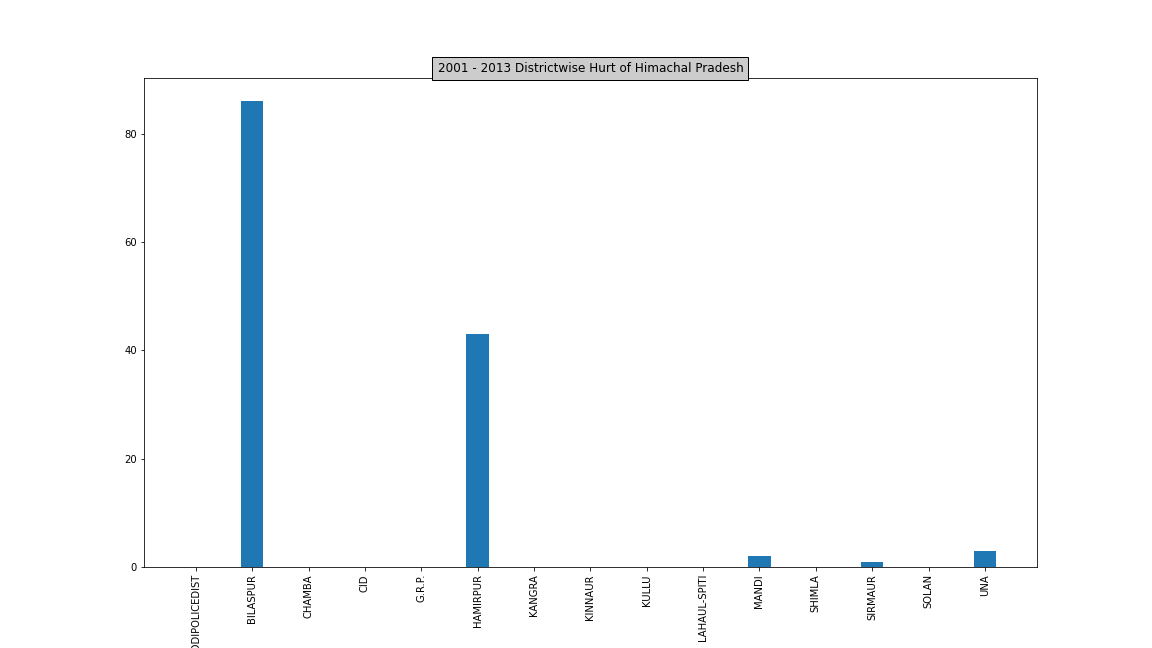 2001 - 2013 Districtwise Hurt of Himachal Pradesh
80
60
40
20
0
BILASPUR
CHAMBA
CID
G.R.P.
HAMIRPUR
KANGRA
KINNAUR
KULLU
LAHAUL-SPITI
MANDI
SHIMLA
SIRMAUR
SOLAN
UNA